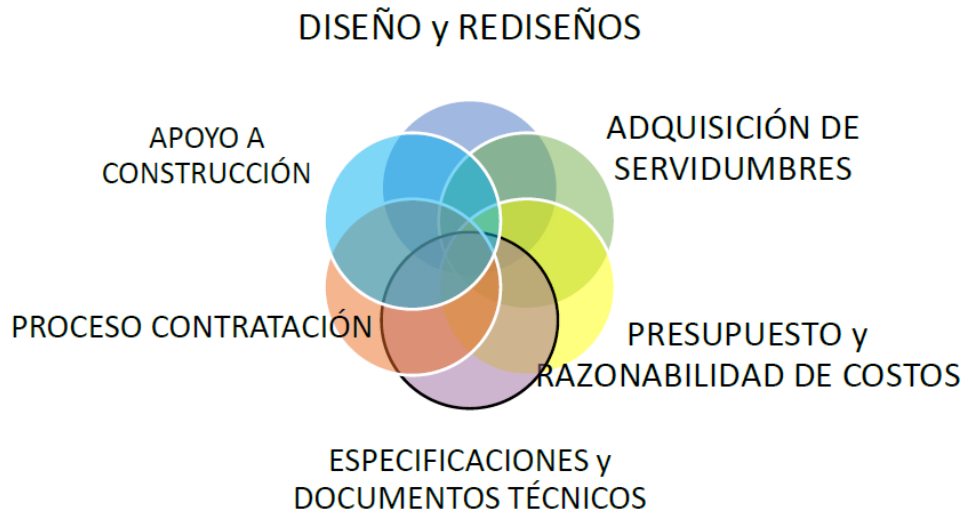 DISEÑO y REDISEÑOS
APOYO A
CONSTRUCCIÓN
ADQUISICIÓN DE
SERVIDUMBRES
PROCESO CONTRATACIÓN
PRESUPUESTO y
RAZONABILIDAD DE COSTOS
ESPECIFICACIONES y
DOCUMENTOS TÉCNICOS